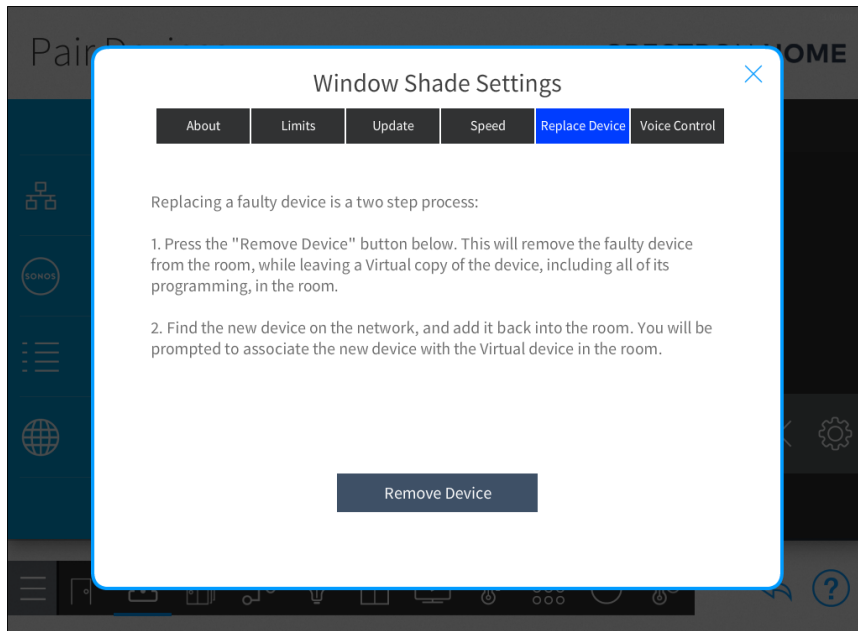 Pair
OME
Window Shade Settings
About Limits Update Speed Replace Device Voice Control
SONOS
Replacing a faulty device is a two step process:
1. Press the "Remove Device" button below. This will remove the faulty device
from the room, while leaving a Virtual copy of the device, including all of its
programming, in the room.
2. Find the new device on the network, and add it back into the room. You will be
prompted to associate the new device with the Virtual device in the room.
Remove Device
?